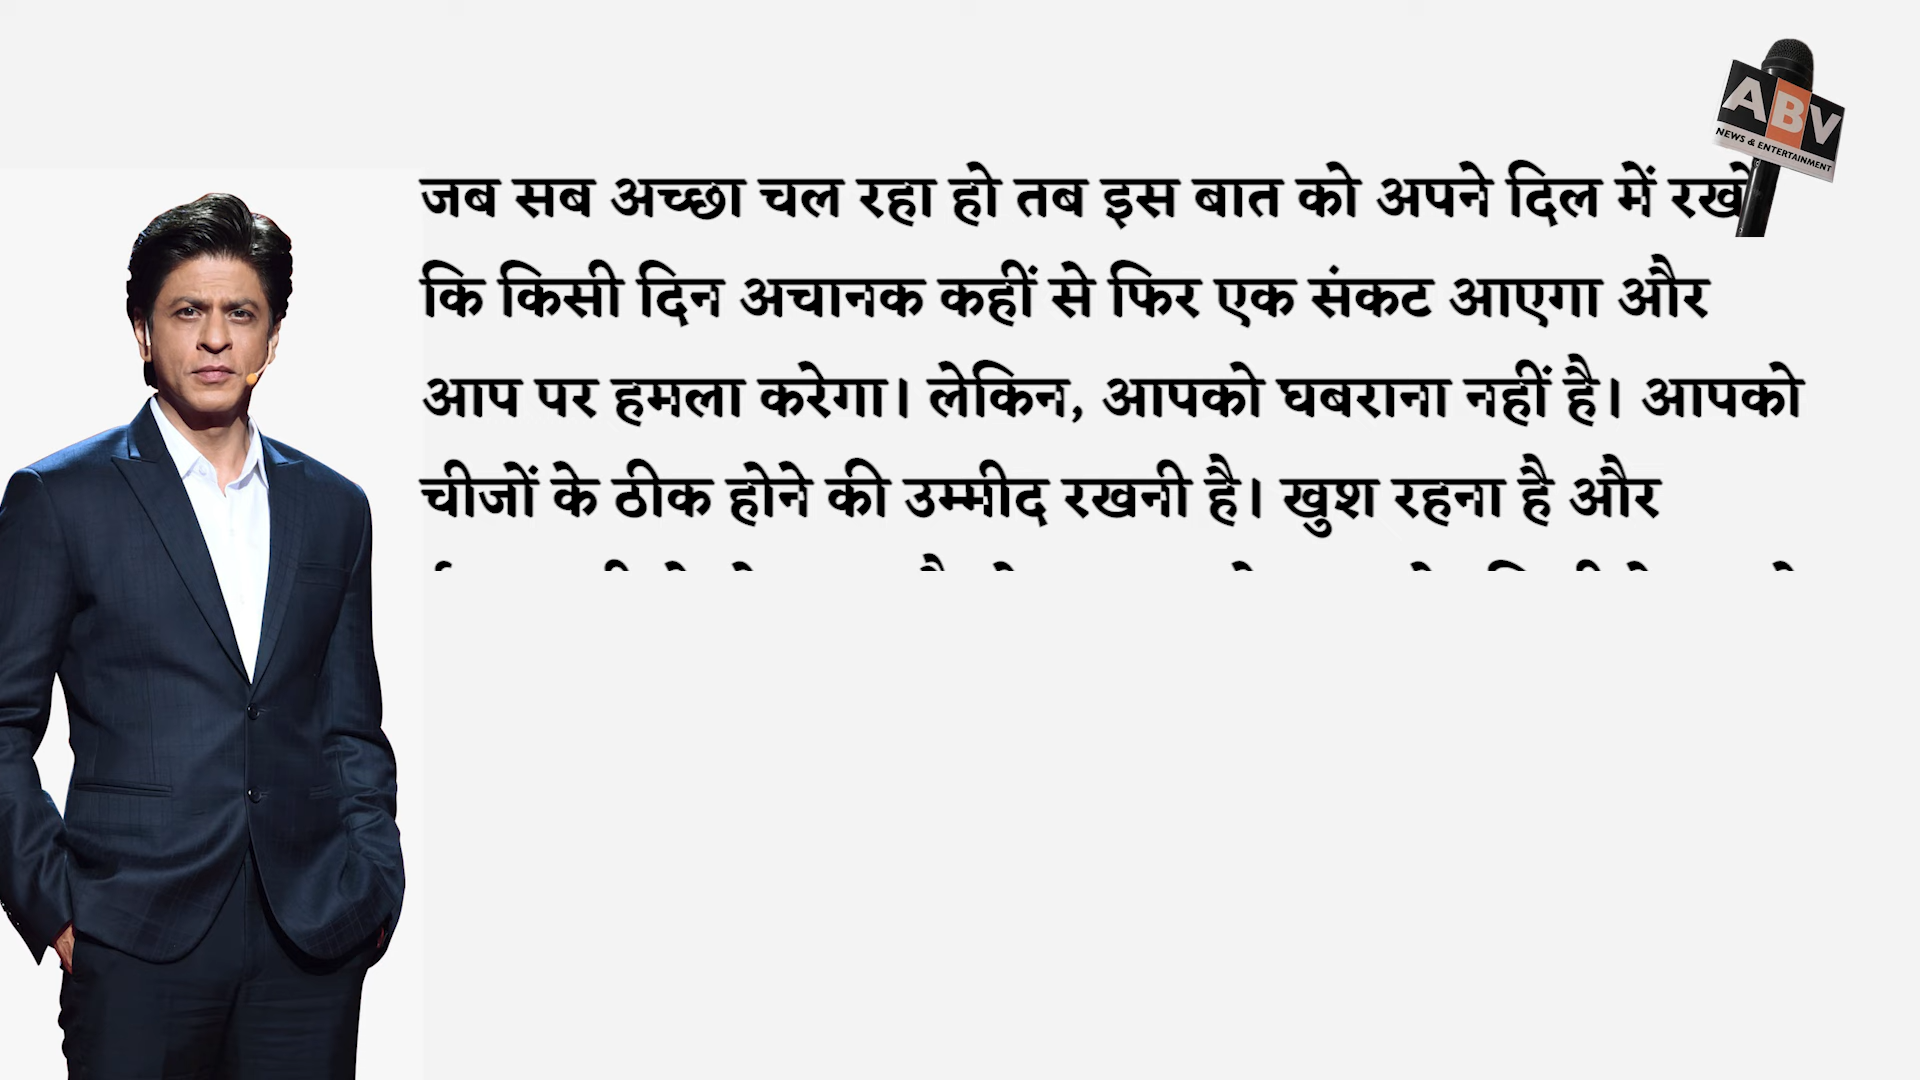 ABV
NEWS & ENTERTAINMENT
जब सब अच्छा चल रहा हो तब इस बात को अपने दिल में रखो
कि किसी दिन अचानक कहीं से फिर एक संकट आएगा और
आप पर हमला करेगा। लेकिन, आपको घबराना नहीं है। आपको
चीजों के ठीक होने की उम्मीद रखनी है। खुश रहना है और